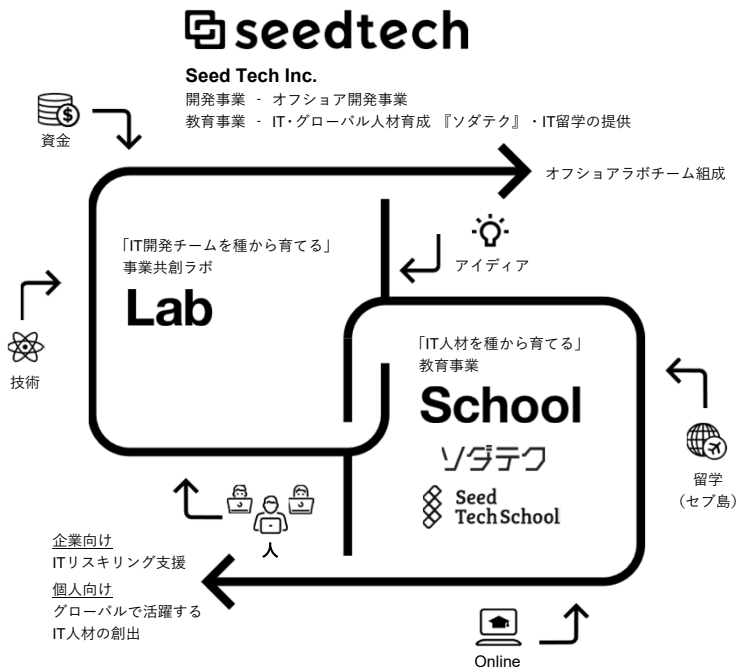 seedtech
Seed Tech Inc.
開発事業 - オフショア開発事業
教育事業 - IT・グローバル人材育成 『ソダテク』・IT留学の提供
資金
オフショアラボチーム組成
「IT開発チームを種から育てる」
事業共創ラボ
Lab
アイディア
技術
「IT人材を種から育てる」
教育事業
School
ソダテク
Seed
Tech School
留学
（セブ島）
人
企業向け
ITリスキリング支援
個人向け
グローバルで活躍する
IT人材の創出
Online